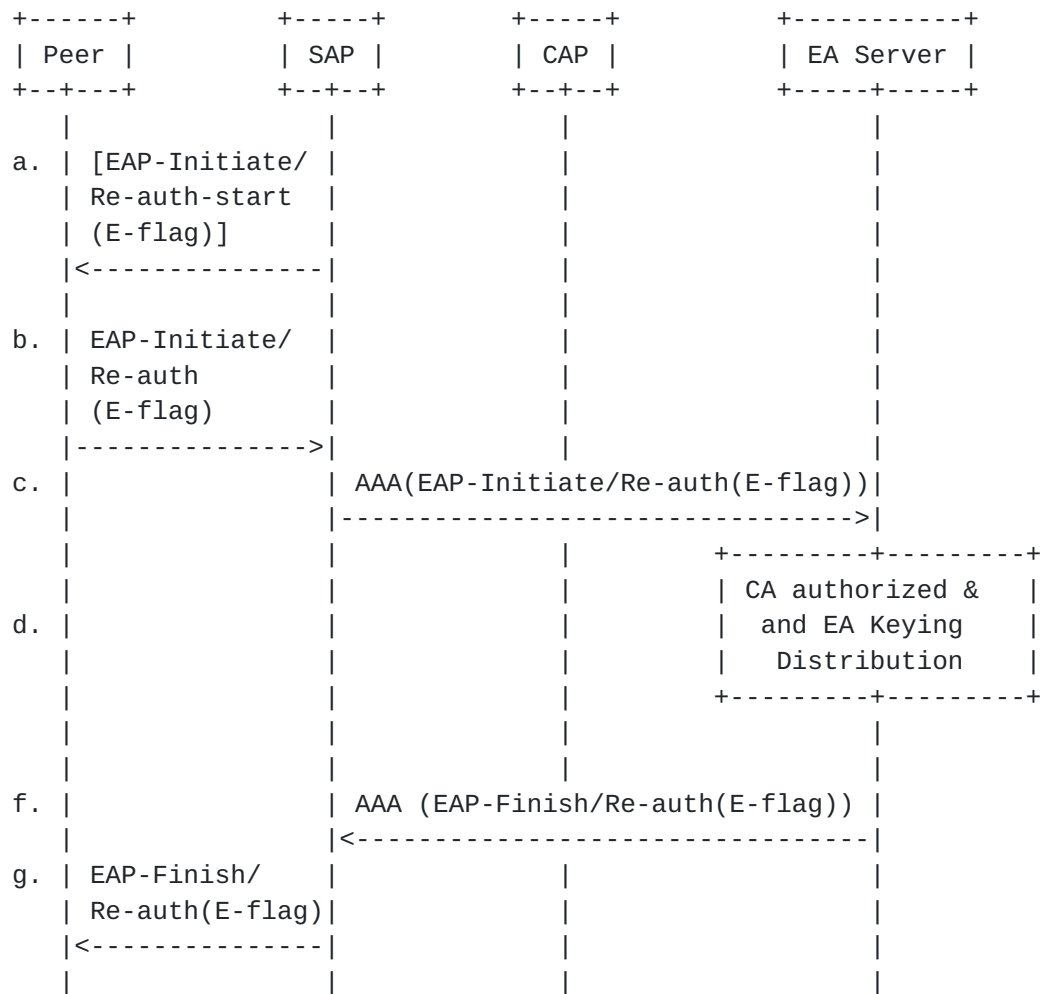 +------+         +-----+        +-----+          +-----------+
| Peer |         | SAP |        | CAP |          | EA Server |
+--+---+         +--+--+        +--+--+          +-----+-----+
   |                |              |                   |
a. | [EAP-Initiate/ |              |                   |
   | Re-auth-start  |              |                   |
   | (E-flag)]      |              |                   |
   |<---------------|              |                   |
   |                |              |                   |
b. | EAP-Initiate/  |              |                   |
   | Re-auth        |              |                   |
   | (E-flag)       |              |                   |
   |--------------->|              |                   |
c. |                | AAA(EAP-Initiate/Re-auth(E-flag))|
   |                |--------------------------------->|
   |                |              |         +---------+---------+
   |                |              |         | CA authorized &   |
d. |                |              |         |  and EA Keying    |
   |                |              |         |   Distribution    |
   |                |              |         +---------+---------+
   |                |              |                   |
   |                |              |                   |
f. |                | AAA (EAP-Finish/Re-auth(E-flag)) |
   |                |<---------------------------------|
g. | EAP-Finish/    |              |                   |
   | Re-auth(E-flag)|              |                   |
   |<---------------|              |                   |
   |                |              |                   |